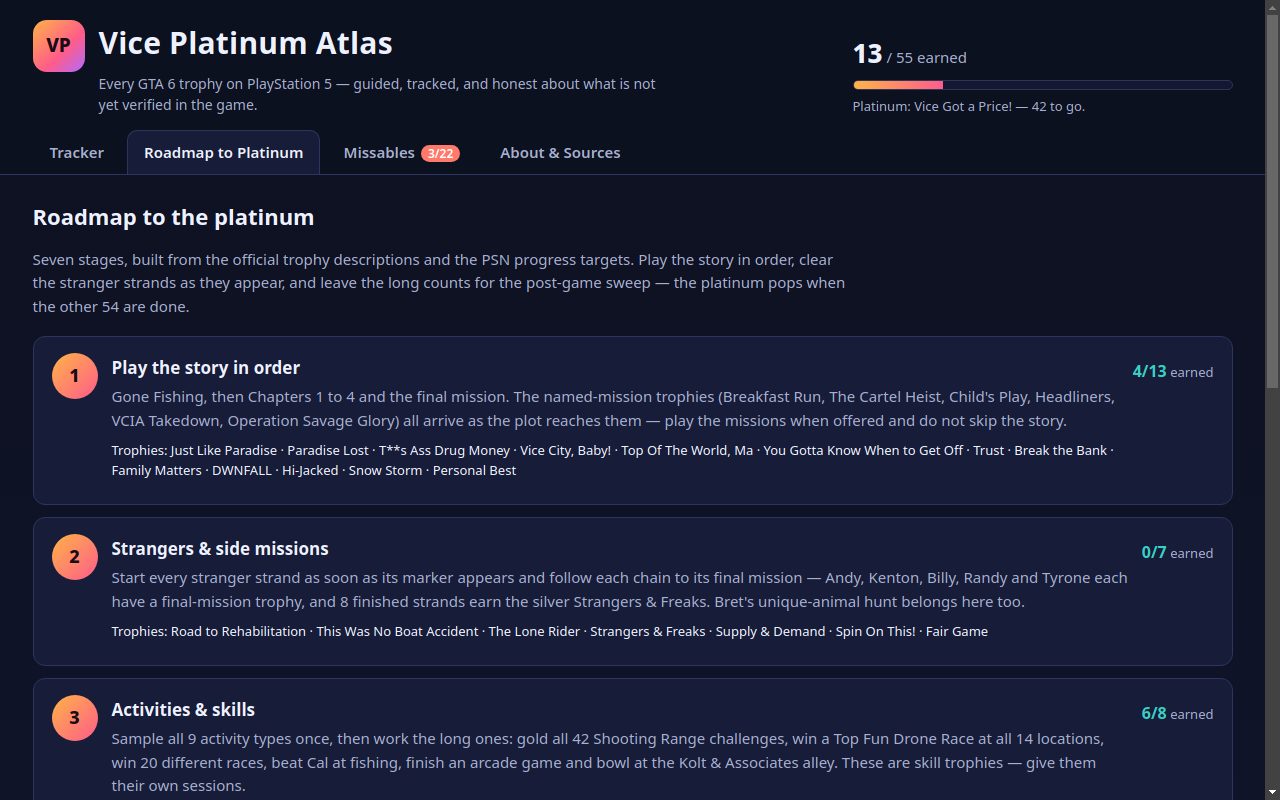 VP
Vice Platinum Atlas
Every GTA 6 trophy on PlayStation 5 — guided, tracked, and honest about what is not
yet verified in the game.
13 / 55 earned
Platinum: Vice Got a Price! — 42 to go.
Tracker
Roadmap to Platinum
Missables 3/22
About & Sources
Roadmap to the platinum
Seven stages, built from the official trophy descriptions and the PSN progress targets. Play the story in order, clear
the stranger strands as they appear, and leave the long counts for the post-game sweep — the platinum pops when
the other 54 are done.
1
Play the story in order
4/13 earned
Gone Fishing, then Chapters 1 to 4 and the final mission. The named-mission trophies (Breakfast Run, The Cartel Heist, Child's Play, Headliners,
VCIA Takedown, Operation Savage Glory) all arrive as the plot reaches them — play the missions when offered and do not skip the story.
Trophies: Just Like Paradise · Paradise Lost · T**s Ass Drug Money · Vice City, Baby! · Top Of The World, Ma · You Gotta Know When to Get Off · Trust · Break the Bank ·
Family Matters · DWNFALL · Hi-Jacked · Snow Storm · Personal Best
2
Strangers & side missions
0/7 earned
Start every stranger strand as soon as its marker appears and follow each chain to its final mission — Andy, Kenton, Billy, Randy and Tyrone each
have a final-mission trophy, and 8 finished strands earn the silver Strangers & Freaks. Bret's unique-animal hunt belongs here too.
Trophies: Road to Rehabilitation · This Was No Boat Accident · The Lone Rider · Strangers & Freaks · Supply & Demand · Spin On This! · Fair Game
3
Activities & skills
6/8 earned
Sample all 9 activity types once, then work the long ones: gold all 42 Shooting Range challenges, win a Top Fun Drone Race at all 14 locations,
win 20 different races, beat Cal at fishing, finish an arcade game and bowl at the Kolt & Associates alley. These are skill trophies — give them
their own sessions.